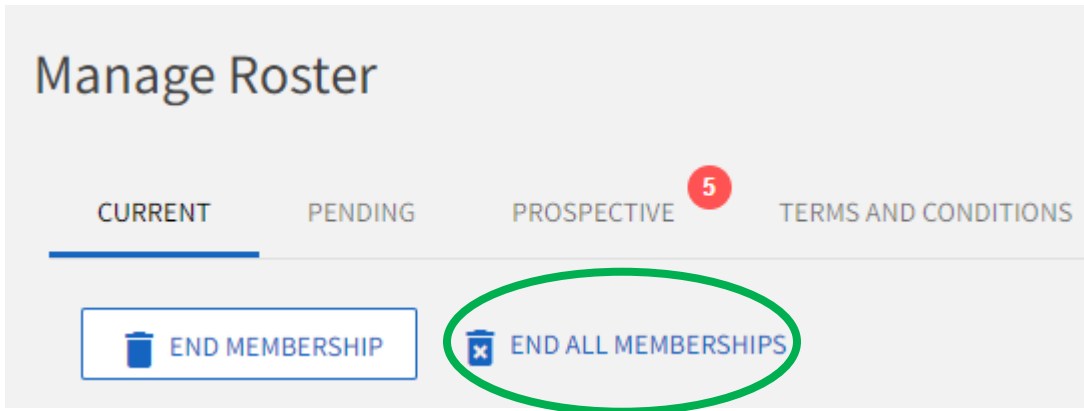 Manage Roster
5
CURRENT PENDING PROSPECTIVE TERMS AND CONDITIONS
END MEMBERSHIP END ALL MEMBERSHIPS